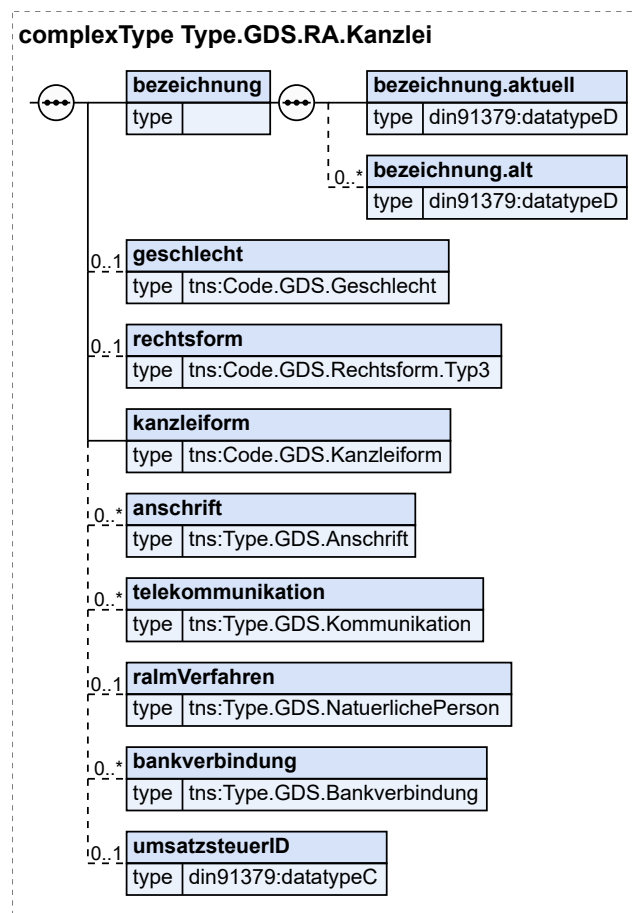 complexType Type.GDS.RA.Kanzlei
bezeichnung
type
bezeichnung.aktuell
type din91379:datatypeD
0..* bezeichnung.alt
type din91379:datatypeD
0..1 geschlecht
type tns:Code.GDS.Geschlecht
0..1 rechtsform
type tns:Code.GDS.Rechtsform.Typ3
kanzleiform
type tns:Code.GDS.Kanzleiform
0..* anschrift
type tns:Type.GDS.Anschrift
0..* telekommunikation
type tns:Type.GDS.Kommunikation
0..1 raImVerfahren
type tns:Type.GDS.NatuerlichePerson
0..* bankverbindung
type tns:Type.GDS.Bankverbindung
0..1 umsatzsteuerID
type din91379:datatypeC